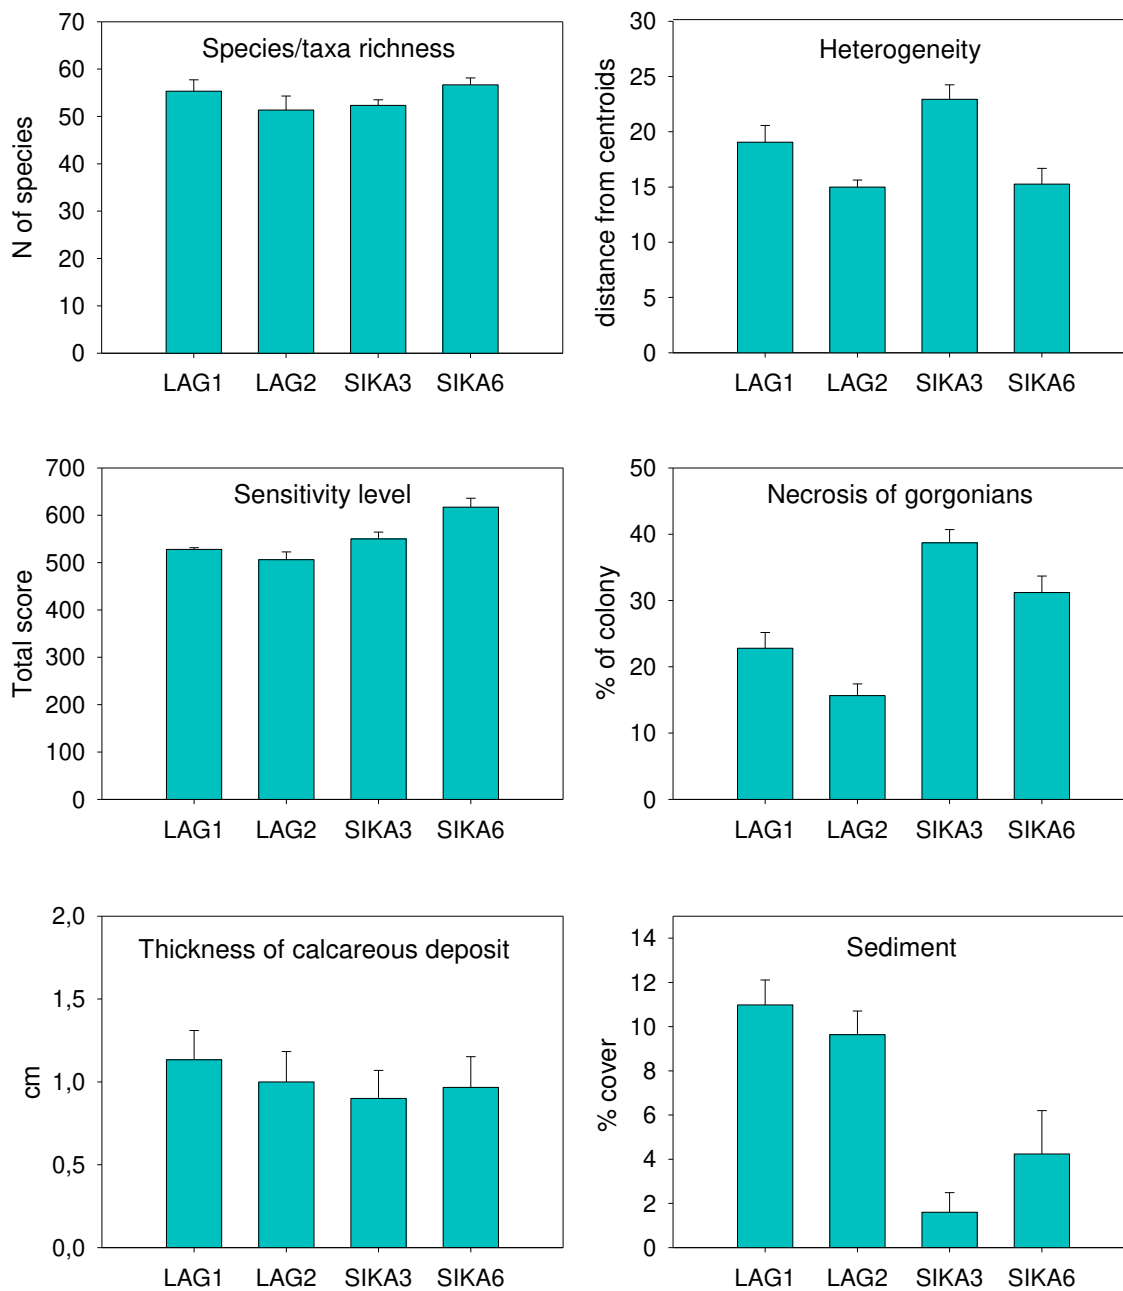 Species/taxa richness
N of species
70
60
50
40
30
20
10
0
LAG1 LAG2 SIKA3 SIKA6
Heterogeneity
distance from centroids
30
25
20
15
10
5
0
LAG1 LAG2 SIKA3 SIKA6
Sensitivity level
Total score
700
600
500
400
300
200
100
0
LAG1 LAG2 SIKA3 SIKA6
Necrosis of gorgonians
% of colony
50
40
30
20
10
0
LAG1 LAG2 SIKA3 SIKA6
Thickness of calcareous deposit
cm
2,0
1,5
1,0
0,5
0,0
LAG1 LAG2 SIKA3 SIKA6
Sediment
% cover
14
12
10
8
6
4
2
0
LAG1 LAG2 SIKA3 SIKA6